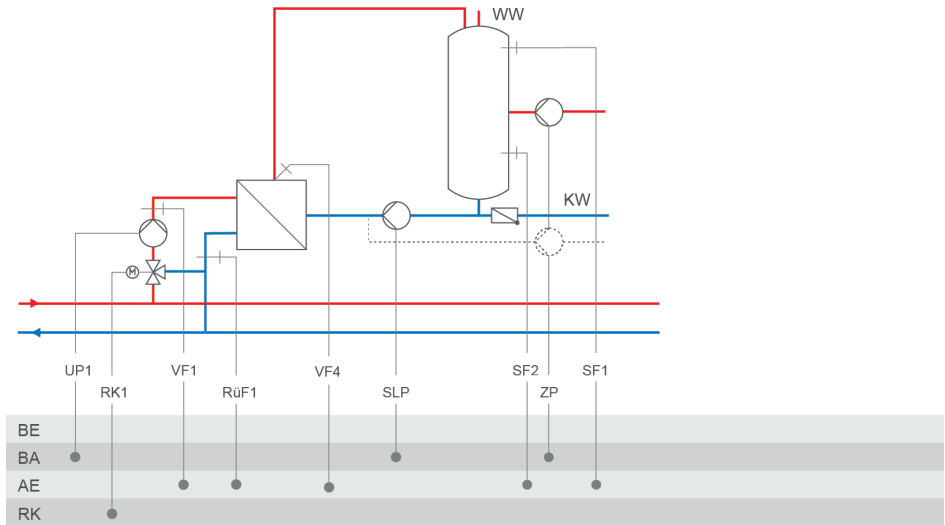 WW
KW
M
UP1 VF1 VF4 SF2 SF1
RK1 RüF1 SLP ZP
BE
BA
AE
RK